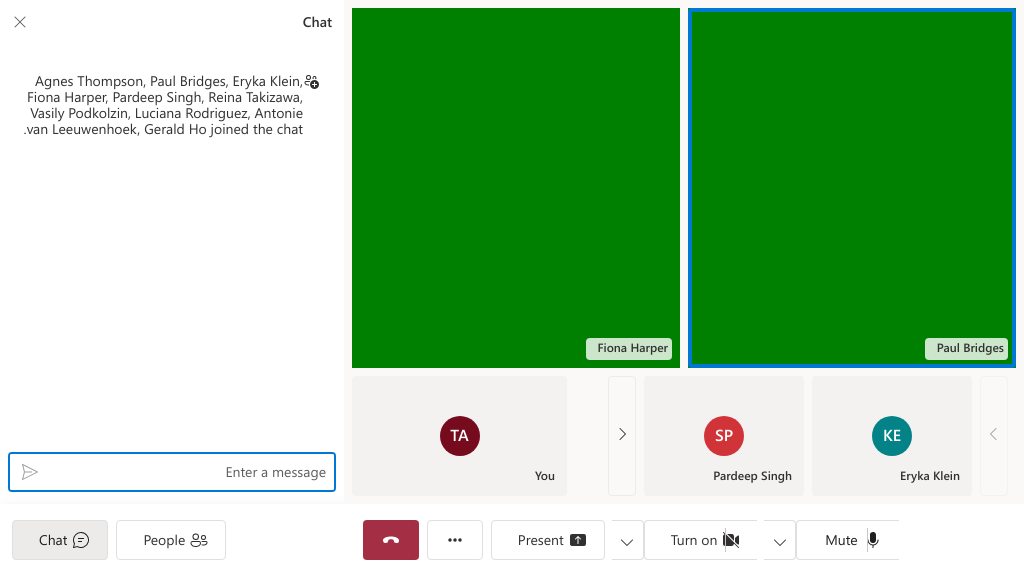 Chat
Agnes Thompson, Paul Bridges, Eryka Klein,
Fiona Harper, Pardeep Singh, Reina Takizawa,
Vasily Podkolzin, Luciana Rodriguez, Antonie
.van Leeuwenhoek, Gerald Ho joined the chat
Fiona Harper
Paul Bridges
TA
You
SP
Pardeep Singh
KE
Eryka Klein
Enter a message
Chat
People
Present
Turn on
Mute